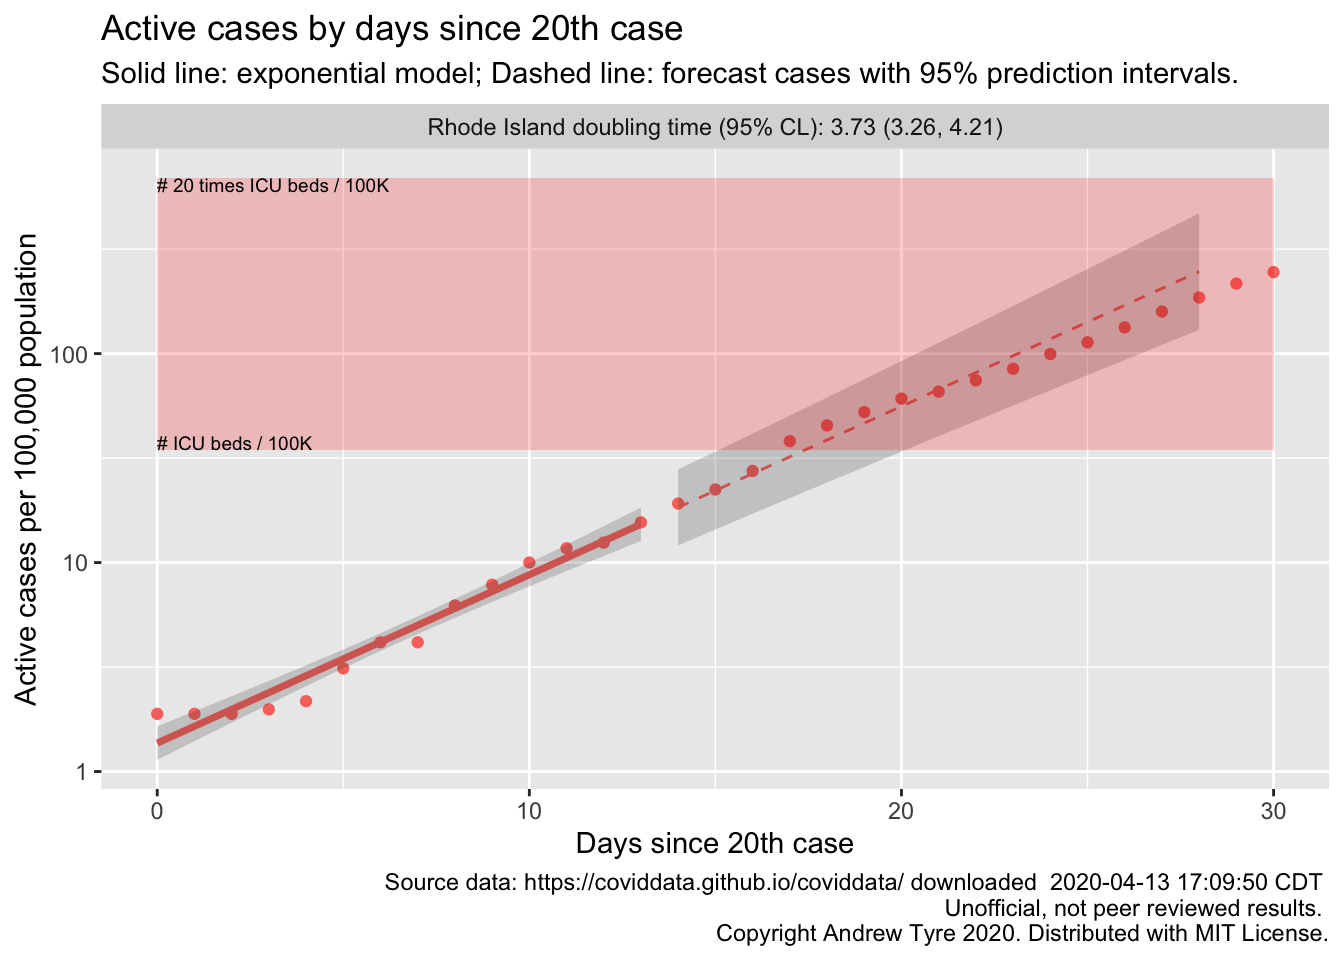 Active cases by days since 20th case
Solid line: exponential model; Dashed line: forecast cases with 95% prediction intervals.
Rhode Island doubling time (95% CL): 3.73 (3.26, 4.21)
# 20 times ICU beds / 100K
# ICU beds / 100K
Active cases per 100,000 population
100
10
1
0
10
20
30
Days since 20th case
Source data: https://coviddata.github.io/coviddata/ downloaded  2020-04-13 17:09:50 CDT
Unofficial, not peer reviewed results.
Copyright Andrew Tyre 2020. Distributed with MIT License.